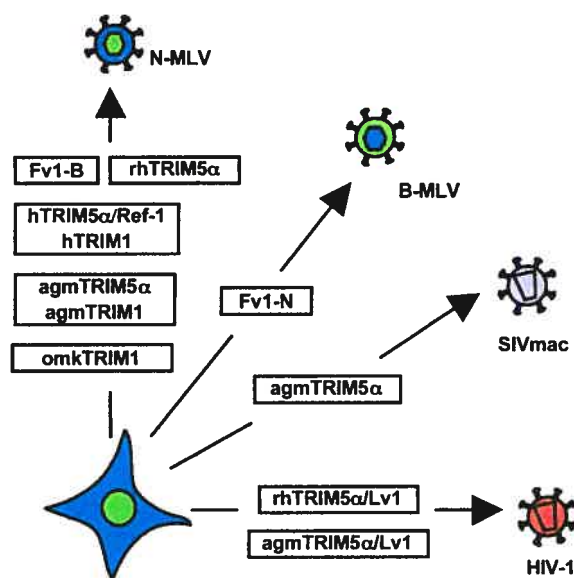 N-MLV
Fv1-B
rhTRIM5α
B-MLV
hTRIM5α/Ref-1
hTRIM1
agmTRIM5α
agmTRIM1
Fv1-N
SIVmac
omkTRIM1
agmTRIM5α
rhTRIM5α/Lv1
agmTRIM5α/Lv1
HIV-1